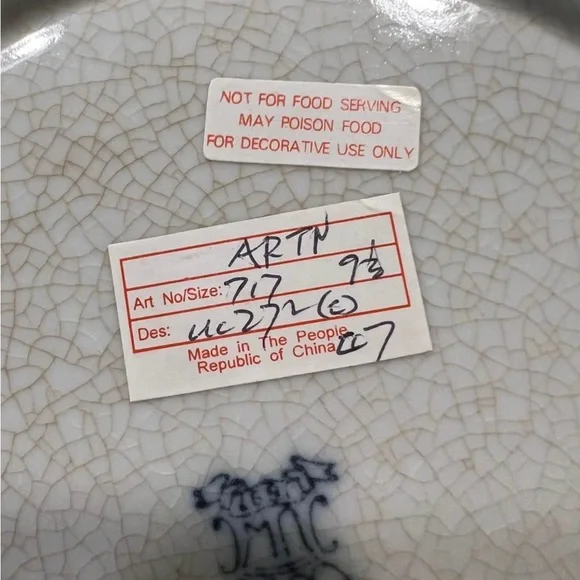 NOT FOR FOOD SERVING
MAY POISON FOOD
FOR DECORATIVE USE ONLY
ARTN
Art No/Size: 717 9½
Des: UC272(E)
Made in The People
Republic of China